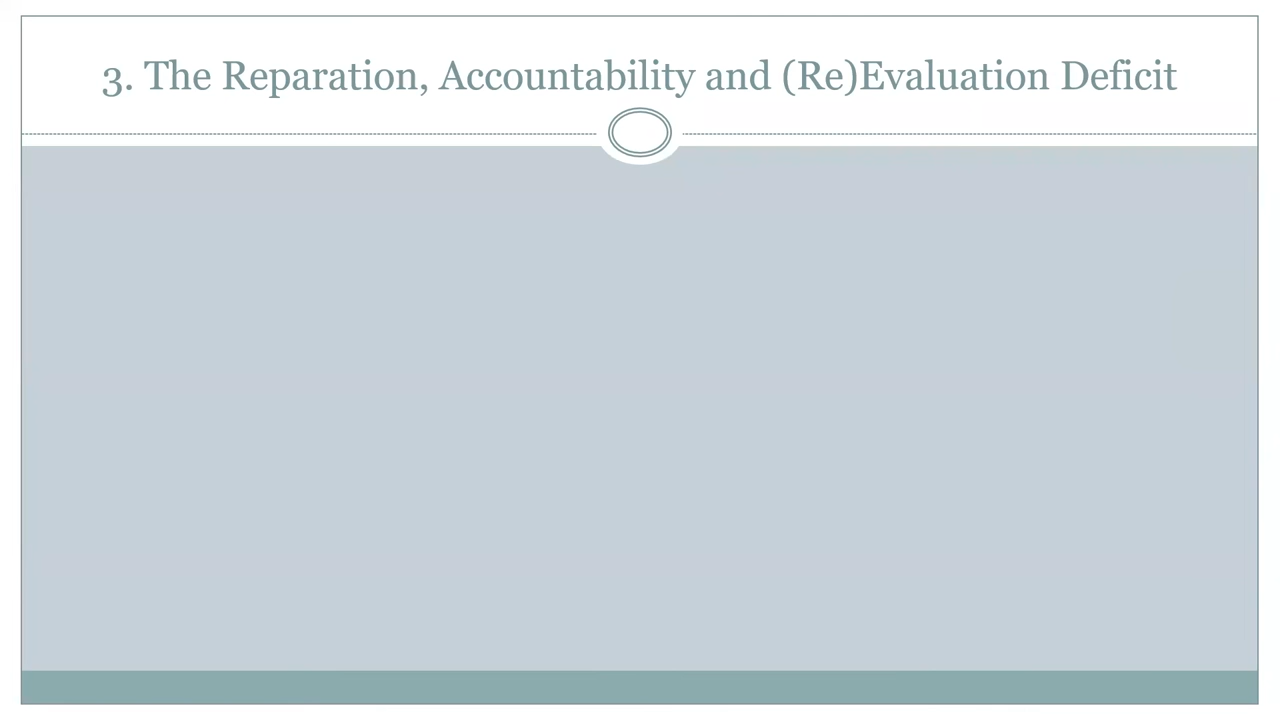 3. The Reparation, Accountability and (Re)Evaluation Deficit